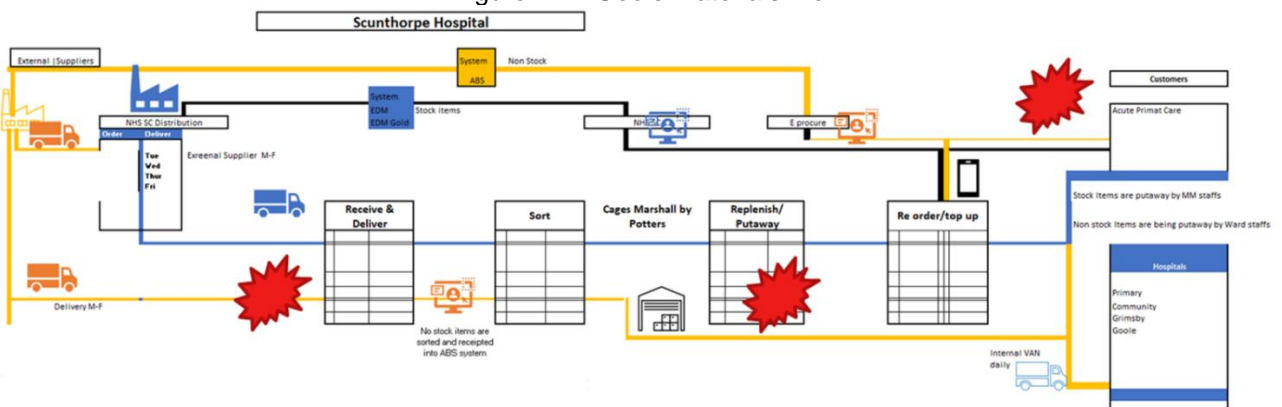 Scunthorpe Hospital
External |Suppliers
System
ABS
Non Stock
Customers
System
EDM
EDM Gold
Stock items
Acute Primat Care
NHS SC Distribution
E procure
Order Deliver
Tue
Wed
Thur
Fri
Exreenal Supplier M-F
Stock Items are putaway by MM staffs
Non stock Items are being putaway by Ward staffs
Receive &
Deliver
Sort
Cages Marshall by
Potters
Replenish/
Putaway
Re order/top up
Hospitals
Primary
Community
Grimsby
Goole
Delivery M-F
No stock items are
sorted and receipted
into ABS system
Internal VAN
daily